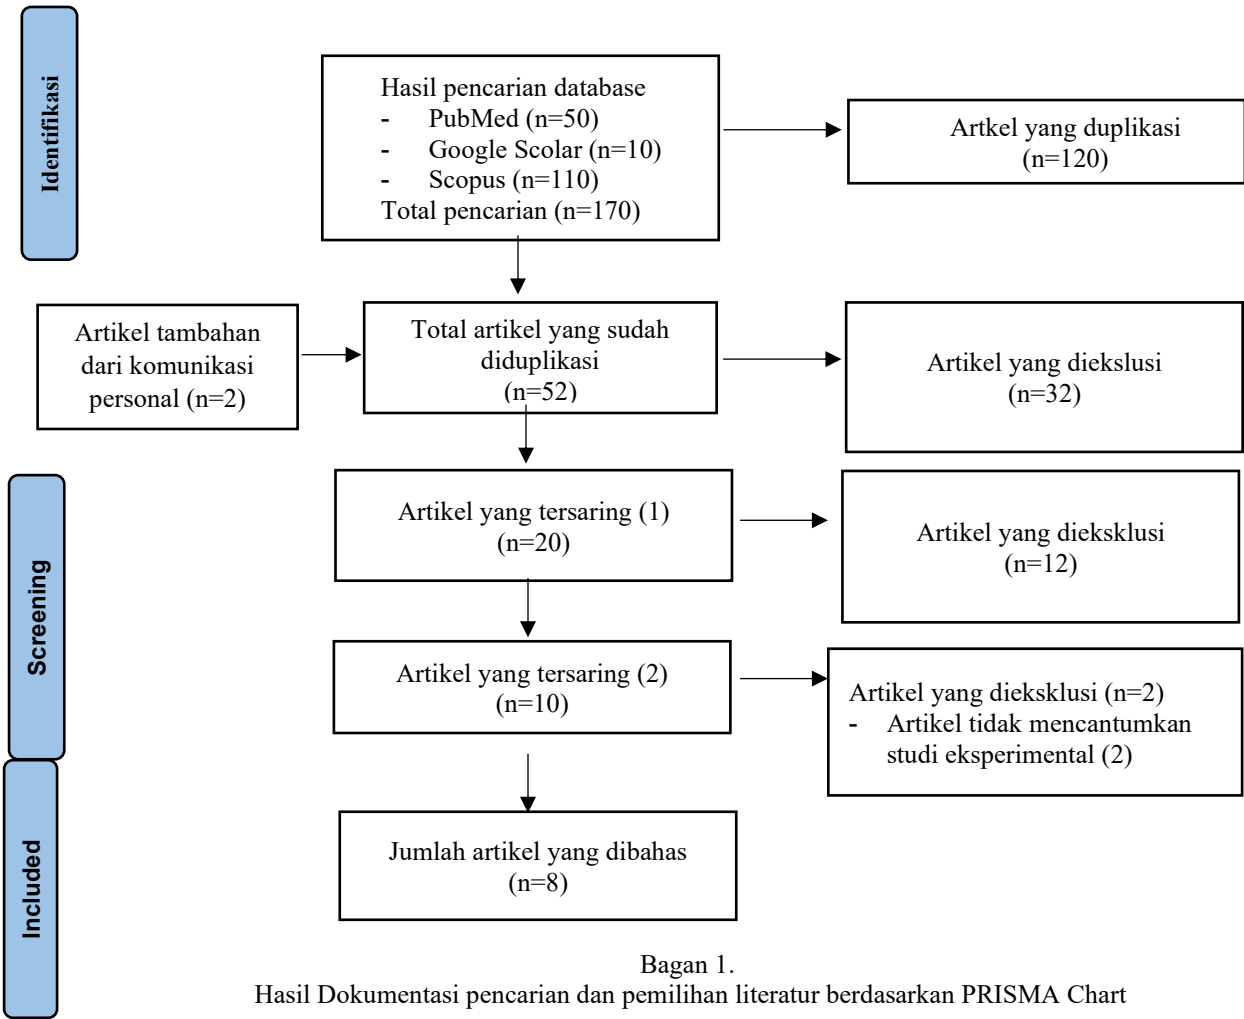 Identifikasi
Hasil pencarian database
- PubMed (n=50)
- Google Scolar (n=10)
- Scopus (n=110)
Total pencarian (n=170)
Artkel yang duplikasi
(n=120)
Artikel tambahan
dari komunikasi
personal (n=2)
Total artikel yang sudah
diduplikasi
(n=52)
Artikel yang diekslusi
(n=32)
Screening
Artikel yang tersaring (1)
(n=20)
Artikel yang dieksklusi
(n=12)
Artikel yang tersaring (2)
(n=10)
Artikel yang dieksklusi (n=2)
- Artikel tidak mencantumkan
studi eksperimental (2)
Included
Jumlah artikel yang dibahas
(n=8)
Bagan 1.
Hasil Dokumentasi pencarian dan pemilihan literatur berdasarkan PRISMA Chart